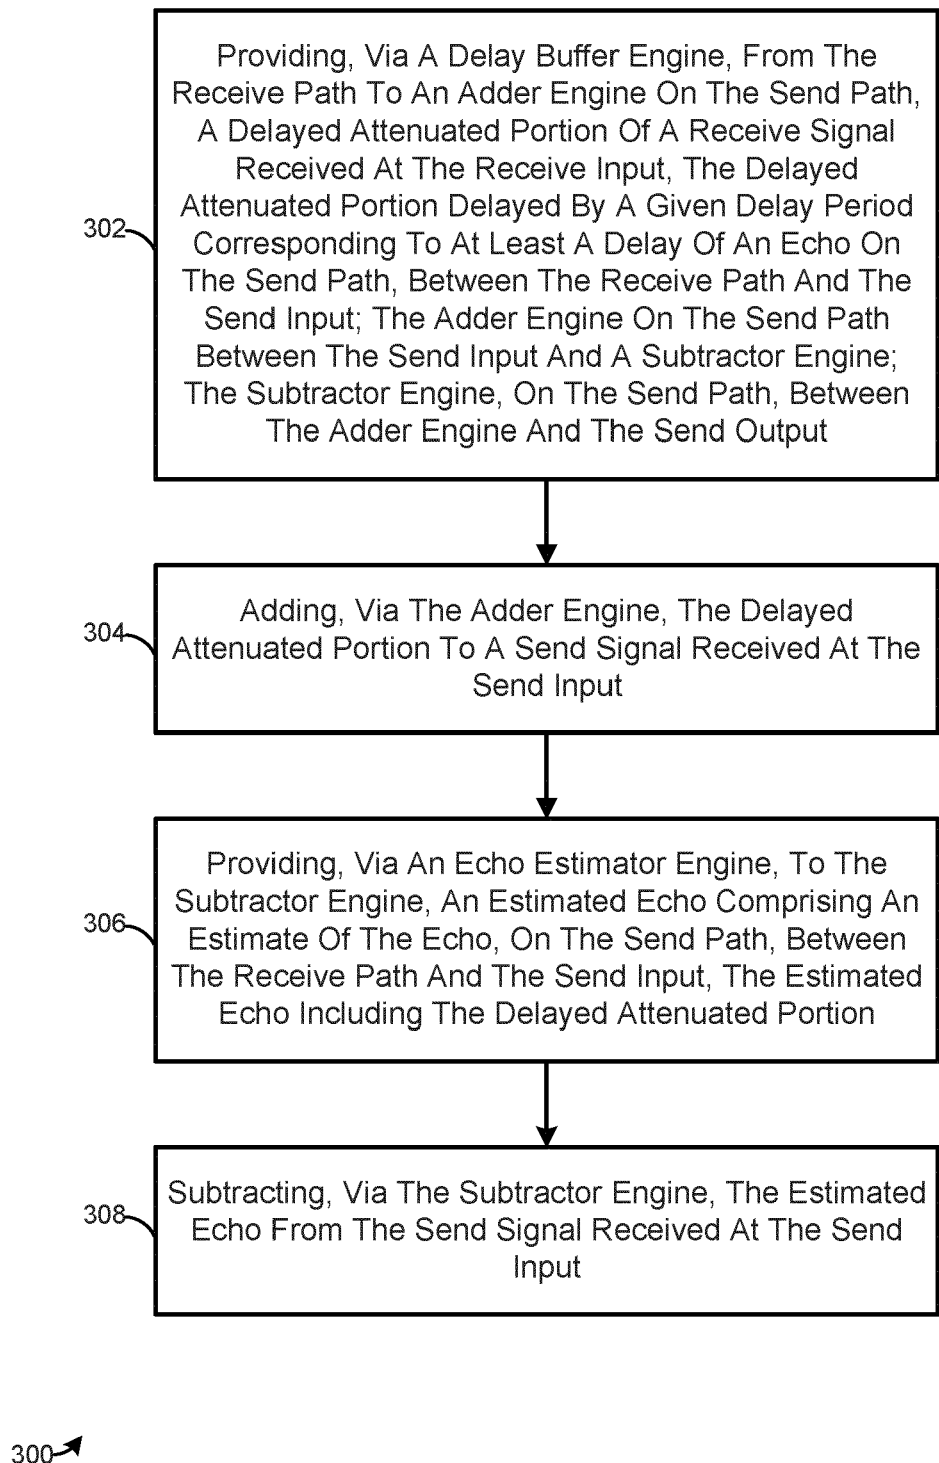 Providing, Via A Delay Buffer Engine, From The
Receive Path To An Adder Engine On The Send Path,
A Delayed Attenuated Portion Of A Receive Signal
Received At The Receive Input, The Delayed
Attenuated Portion Delayed By A Given Delay Period
302
Corresponding To At Least A Delay Of An Echo On
The Send Path, Between The Receive Path And The
Send Input; The Adder Engine On The Send Path
Between The Send Input And A Subtractor Engine;
The Subtractor Engine, On The Send Path, Between
The Adder Engine And The Send Output
Adding, Via The Adder Engine, The Delayed
304
Attenuated Portion To A Send Signal Received At The
Send Input
Providing, Via An Echo Estimator Engine, To The
Subtractor Engine, An Estimated Echo Comprising An
306
Estimate Of The Echo, On The Send Path, Between
The Receive Path And The Send Input, The Estimated
Echo Including The Delayed Attenuated Portion
Subtracting, Via The Subtractor Engine, The Estimated
308
Echo From The Send Signal Received At The Send
Input
300